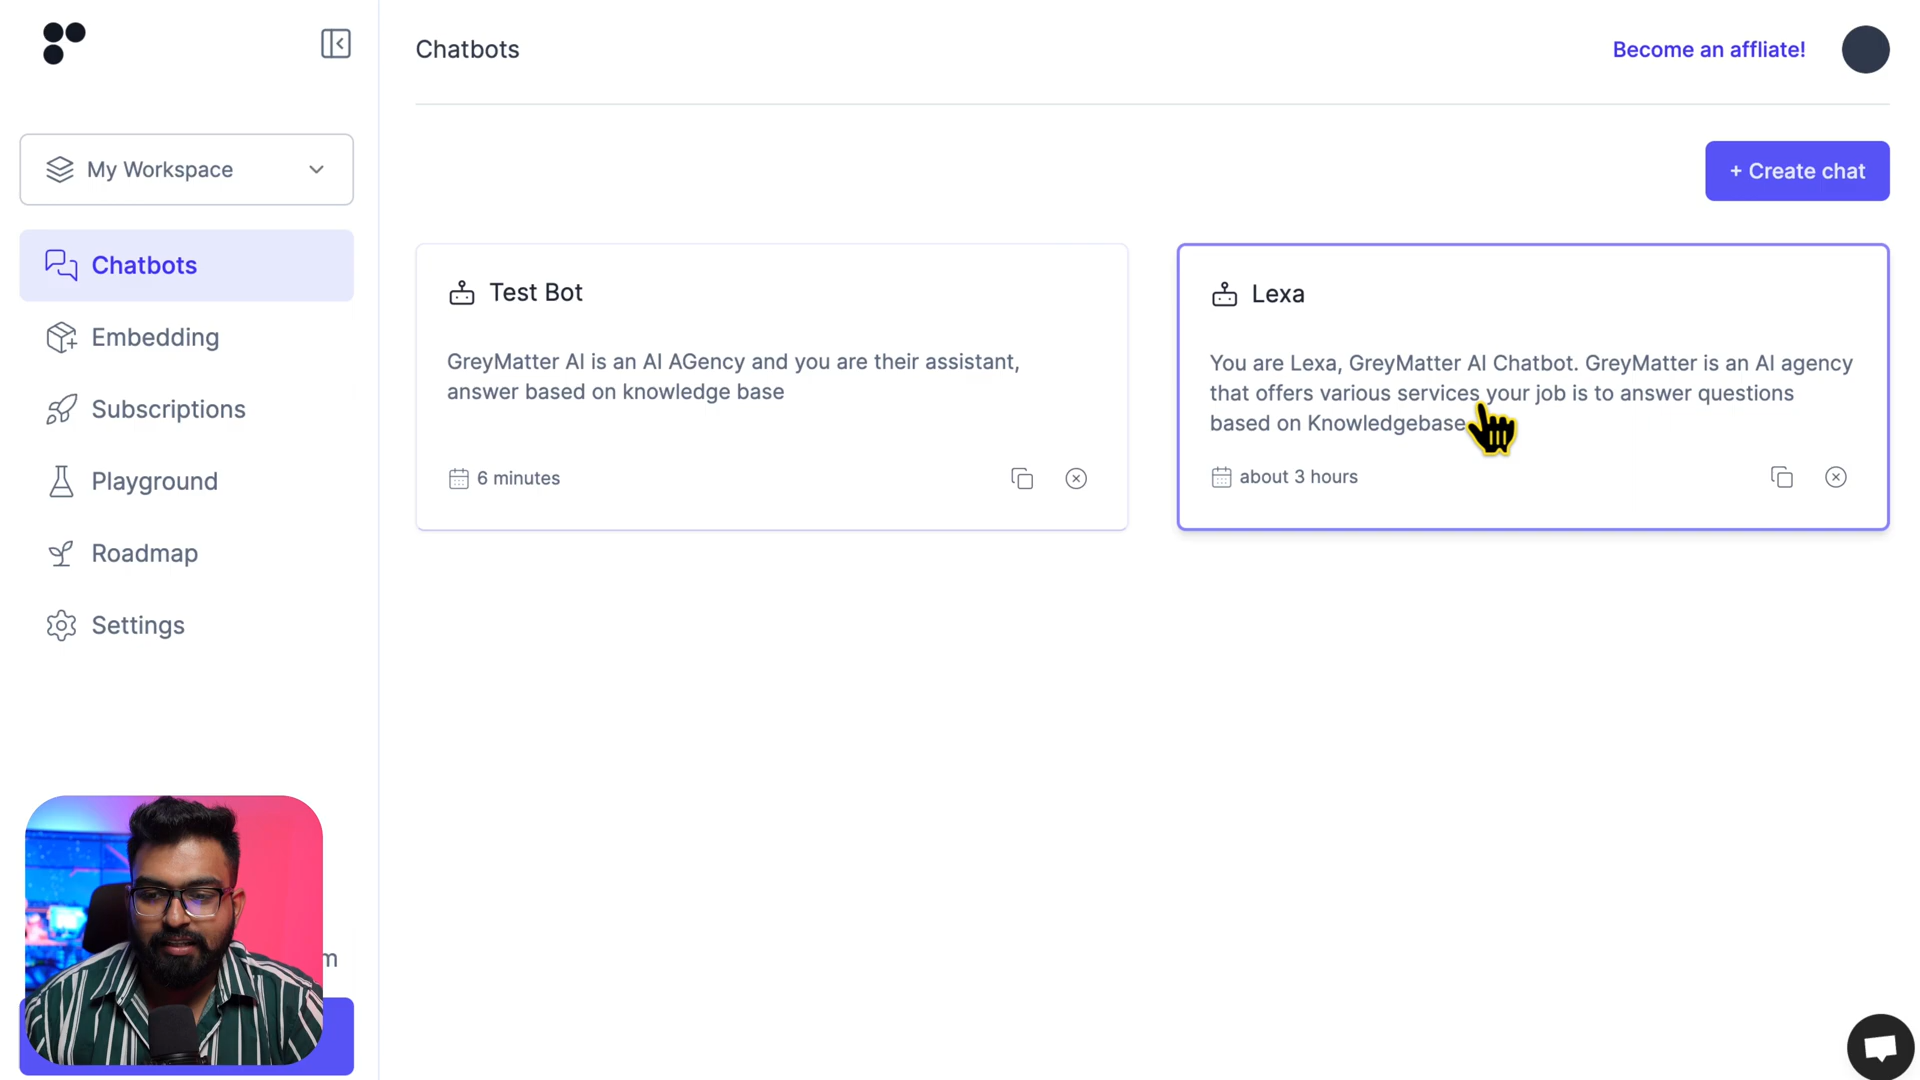 Chatbots
Become an affliate!
My Workspace
+ Create chat
Chatbots
Embedding
Subscriptions
Playground
Roadmap
Settings
Test Bot
GreyMatter AI is an AI AGency and you are their assistant,
answer based on knowledge base
6 minutes
Lexa
You are Lexa, GreyMatter AI Chatbot. GreyMatter is an AI agency
that offers various services your job is to answer questions
based on Knowledgebase
about 3 hours
m